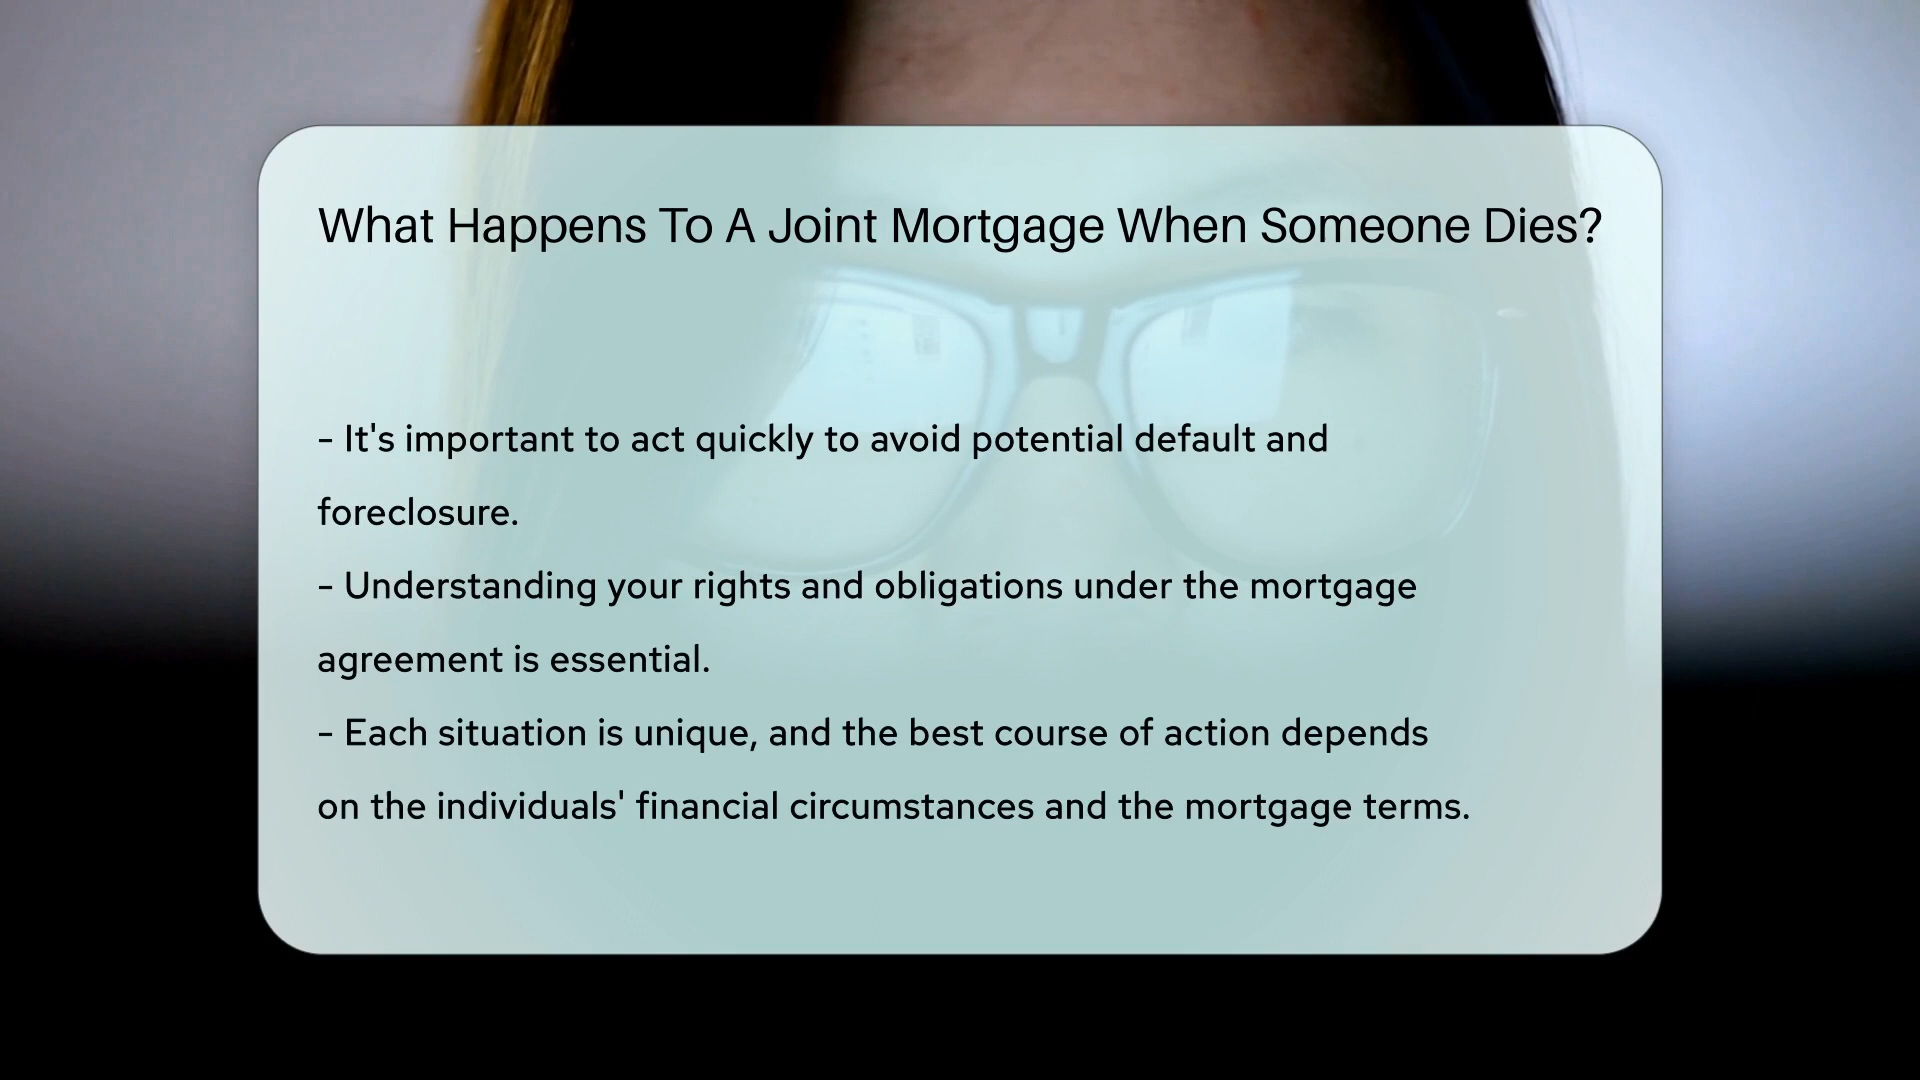 What Happens To A Joint Mortgage When Someone Dies?
- It's important to act quickly to avoid potential default and
foreclosure.
- Understanding your rights and obligations under the mortgage
agreement is essential.
- Each situation is unique, and the best course of action depends
on the individuals' financial circumstances and the mortgage terms.